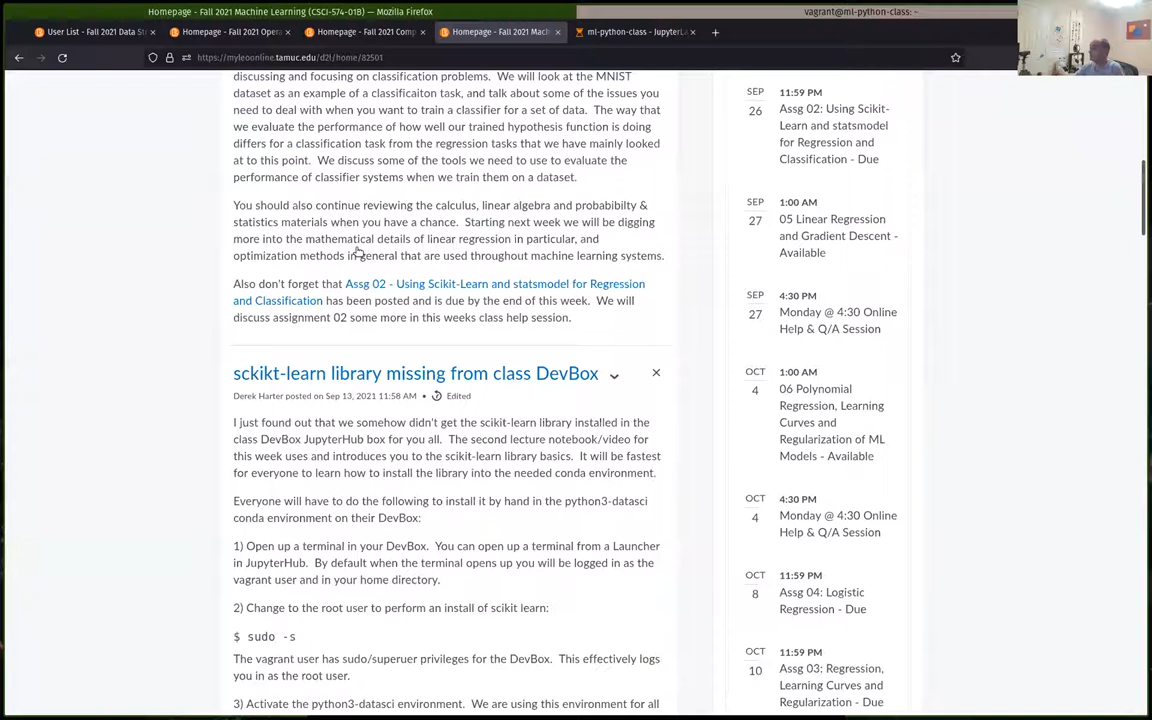 Homepage - Fall 2021 Machine Learning (CSCI-574-01B) — Mozilla Firefox
vagrant@ml-python-class: ~
User List - Fall 2021 Data St
Homepage - Fall 2021 Opera
Homepage - Fall 2021 Comp
Homepage - Fall 2021 Mach
ml-python-class - JupyterLa
https://myleoonline.tamuc.edu/d2l/home/82501
discussing and focusing on classification problems. We will look at the MNIST
dataset as an example of a classificaiton task, and talk about some of the issues you
need to deal with when you want to train a classifier for a set of data. The way that
we evaluate the performance of how well our trained hypothesis function is doing
differs for a classification task from the regression tasks that we have mainly looked
at to this point. We discuss some of the tools we need to use to evaluate the
performance of classifier systems when we train them on a dataset.
You should also continue reviewing the calculus, linear algebra and probabibilty &
statistics materials when you have a chance. Starting next week we will be digging
more into the mathematical details of linear regression in particular, and
optimization methods in general that are used throughout machine learning systems.
Also don't forget that Assg 02 - Using Scikit-Learn and statsmodel for Regression
and Classification has been posted and is due by the end of this week. We will
discuss assignment 02 some more in this weeks class help session.
sckikt-learn library missing from class DevBox
Derek Harter posted on Sep 13, 2021 11:58 AM • Edited
I just found out that we somehow didn't get the scikit-learn library installed in the
class DevBox JupyterHub box for you all. The second lecture notebook/video for
this week uses and introduces you to the scikit-learn library basics. It will be fastest
for everyone to learn how to install the library into the needed conda environment.
Everyone will have to do the following to install it by hand in the python3-datasci
conda environment on their DevBox:
1) Open up a terminal in your DevBox. You can open up a terminal from a Launcher
in JupyterHub. By default when the terminal opens up you will be logged in as the
vagrant user and in your home directory.
2) Change to the root user to perform an install of scikit learn:
$ sudo -s
The vagrant user has sudo/superuer privileges for the DevBox. This effectively logs
you in as the root user.
3) Activate the python3-datasci environment. We are using this environment for all
SEP
26
11:59 PM
Assg 02: Using Scikit-
Learn and statsmodel
for Regression and
Classification - Due
SEP
27
1:00 AM
05 Linear Regression
and Gradient Descent -
Available
SEP
27
4:30 PM
Monday @ 4:30 Online
Help & Q/A Session
OCT
4
1:00 AM
06 Polynomial
Regression, Learning
Curves and
Regularization of ML
Models - Available
OCT
4
4:30 PM
Monday @ 4:30 Online
Help & Q/A Session
OCT
8
11:59 PM
Assg 04: Logistic
Regression - Due
OCT
10
11:59 PM
Assg 03: Regression,
Learning Curves and
Regularization - Due